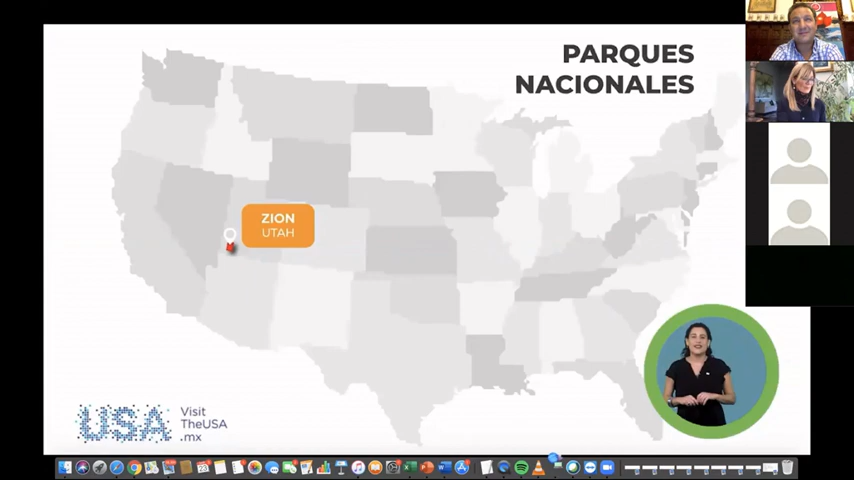 PARQUES
NACIONALES
ZION
UTAH
USA
Visit
TheUSA
.mx